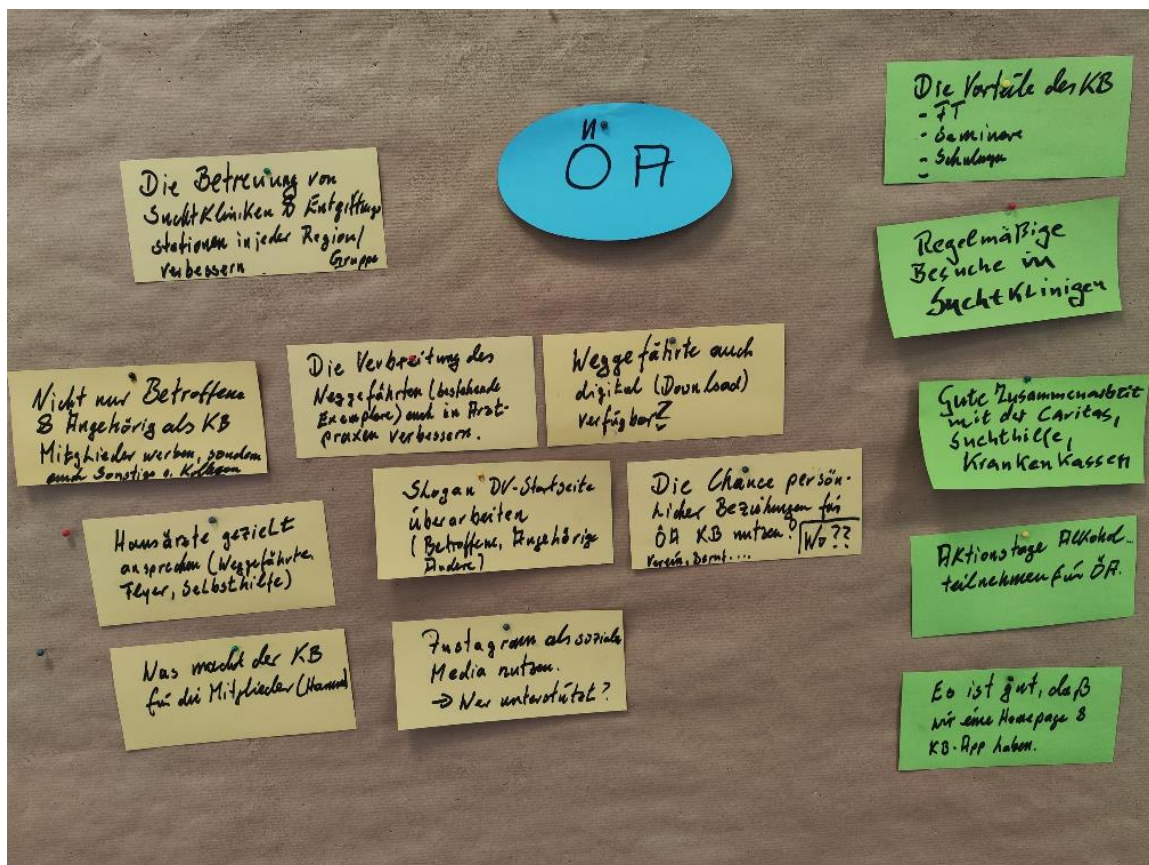 ÖA
Die Betreuung von
Suchtkliniken & Entgiftungs
stationen in jeder Region/
verbessern. Gruppe
Nicht nur Betroffene
& Angehörig als KB
Mitglieder werben, sondern
auch Sonstige o. Kollegen
Die Verbreitung des
Weggefährten (bestehende
Exemplare) auch in Arzt-
praxen verbessern.
Weggefährte auch
digital (Download)
verfügbar?
Hausärzte gezielt
ansprechen (Weggefährten,
Flyer, Selbsthilfe)
Slogan DV-Startseite
überarbeiten
(Betroffene, Angehörige
Andere)
Die Chance persön-
licher Beziehungen für
ÖA KB nutzen?
Wo??
Verein, Beruf....
Was macht der KB
für die Mitglieder
Instagram als soziale
Media nutzen.
→ Wer unterstützt?
Die Vorteile des KB
- FT
- Seminare
- Schulungen
-
Regelmäßige
Besuche in
Suchtklinigen
Gute Zusammenarbeit
mit der Caritas,
Suchthilfe,
Krankenkassen
Aktionstage Alkohol-
teilnehmen für ÖA.
Es ist gut, daß
wir eine Homepage &
KB-App haben.